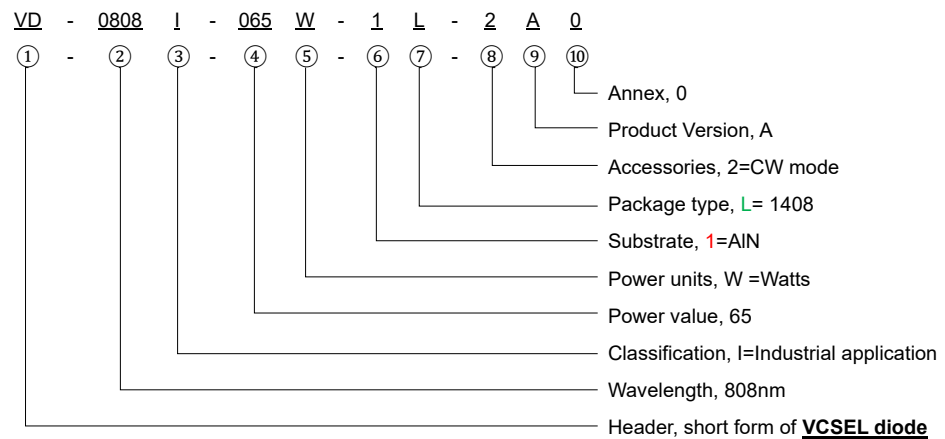 VD - 0808 I - 065 W - 1 L - 2 A 0
① - ② ③ - ④ ⑤ - ⑥ ⑦ - ⑧ ⑨ ⑩
Annex, 0
Product Version, A
Accessories, 2=CW mode
Package type, L= 1408
Substrate, 1=AlN
Power units, W =Watts
Power value, 65
Classification, I=Industrial application
Wavelength, 808nm
Header, short form of VCSEL diode